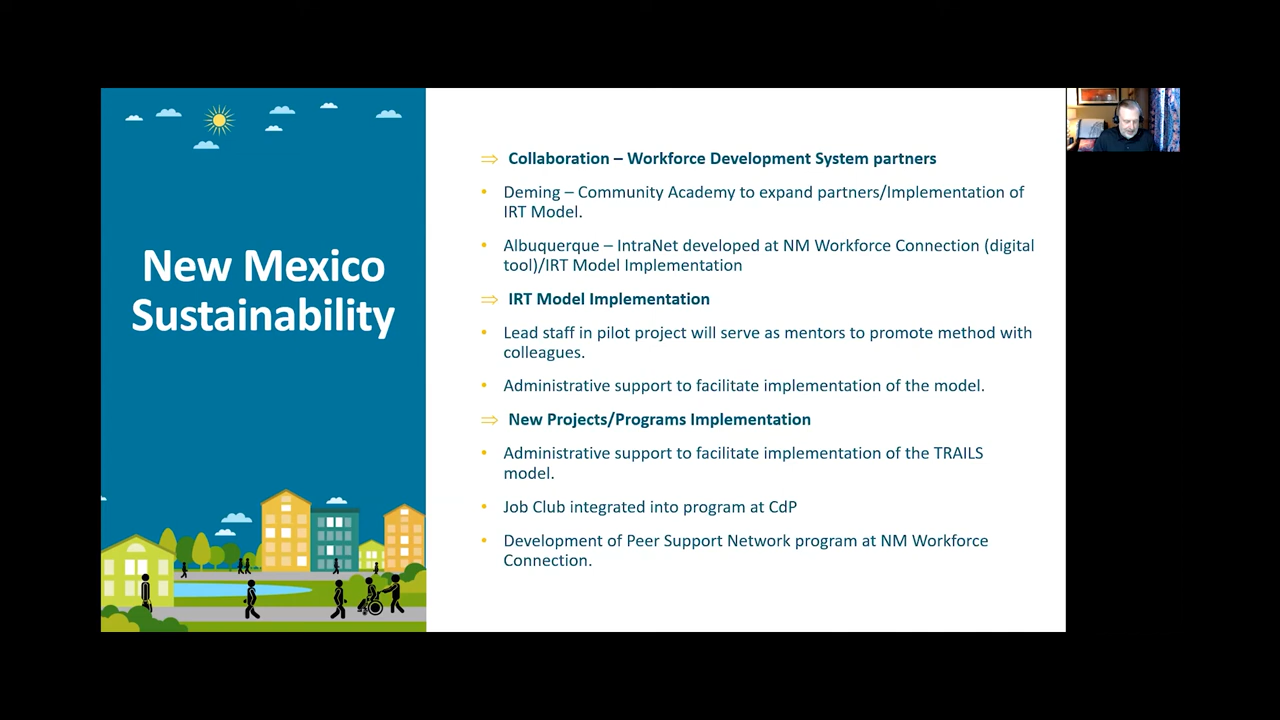 New Mexico
Sustainability
⇒ Collaboration – Workforce Development System partners
• Deming – Community Academy to expand partners/Implementation of
IRT Model.
• Albuquerque – IntraNet developed at NM Workforce Connection (digital
tool)/IRT Model Implementation
⇒ IRT Model Implementation
• Lead staff in pilot project will serve as mentors to promote method with
colleagues.
• Administrative support to facilitate implementation of the model.
⇒ New Projects/Programs Implementation
• Administrative support to facilitate implementation of the TRAILS
model.
• Job Club integrated into program at CdP
• Development of Peer Support Network program at NM Workforce
Connection.